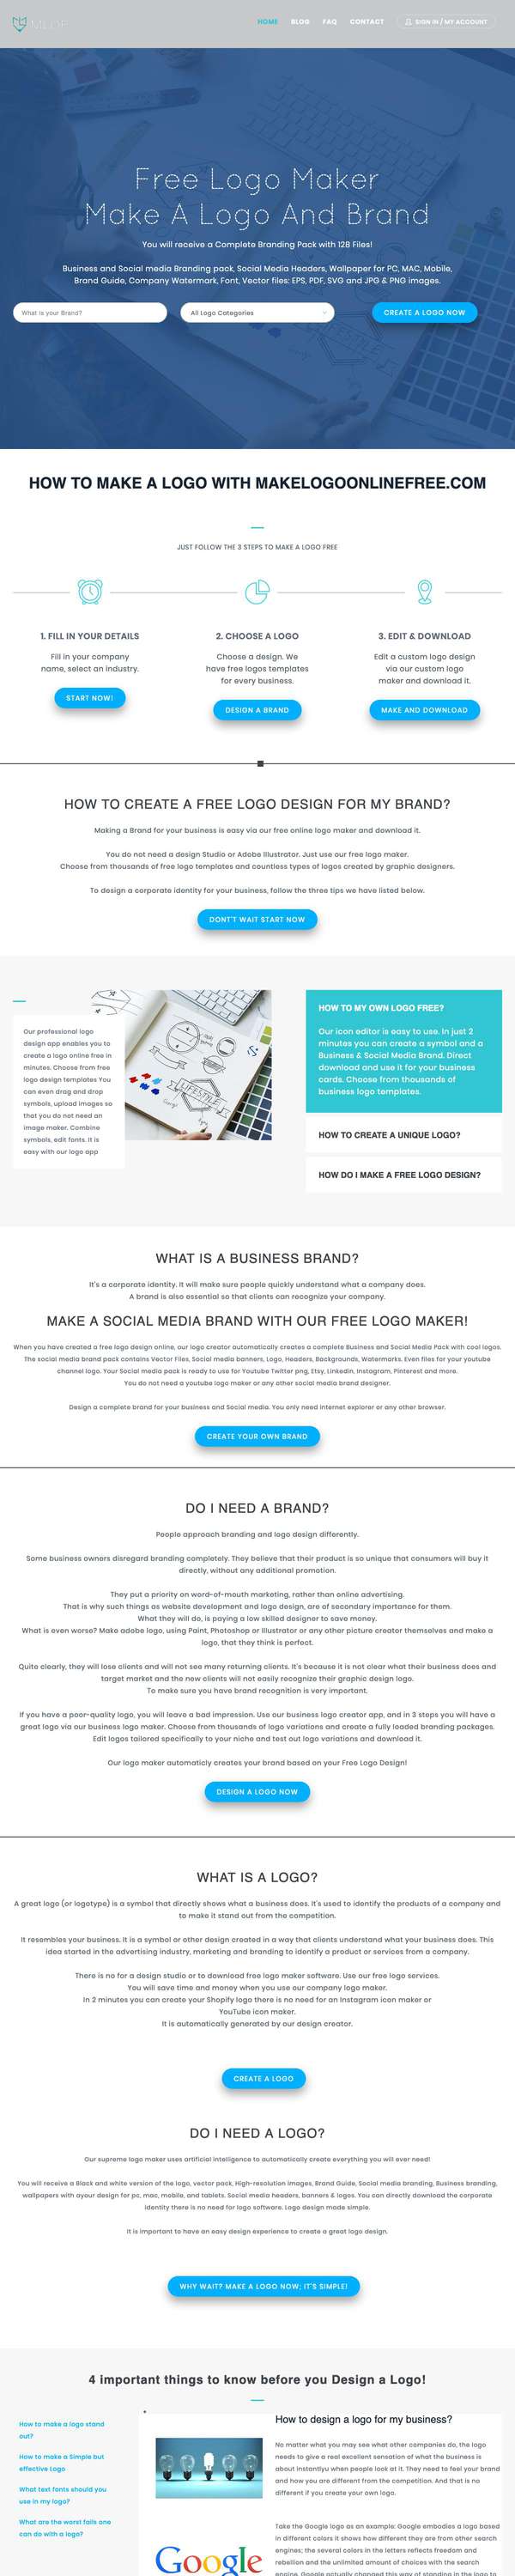 HOME BLOG FAQ CONTACT SIGN IN / MY ACCOUNT
Free Logo Maker
Make A Logo And Brand
You will receive a Complete Branding Pack with 128 Files!
Business and Social media Branding pack, Social Media Headers, Wallpaper for PC, MAC, Mobile,
Brand Guide, Company Watermark, Font, Vector files: EPS, PDF, SVG and JPG & PNG images.
What is your Brand? All Logo Categories CREATE A LOGO NOW
HOW TO MAKE A LOGO WITH MAKELOGOONLINEFREE.COM
JUST FOLLOW THE 3 STEPS TO MAKE A LOGO FREE
1. FILL IN YOUR DETAILS
Fill in your company
name, select an industry.
START NOW!
2. CHOOSE A LOGO
Choose a design. We
have free logos templates
for every business.
DESIGN A BRAND
3. EDIT & DOWNLOAD
Edit a custom logo design
via our custom logo
maker and download it.
MAKE AND DOWNLOAD
HOW TO CREATE A FREE LOGO DESIGN FOR MY BRAND?
Making a Brand for your business is easy via our free online logo maker and download it.
You do not need a design Studio or Adobe Illustrator. Just use our free logo maker.
Choose from thousands of free logo templates and countless types of logos created by graphic designers.
To design a corporate identity for your business, follow the three tips we have listed below.
DONT'T WAIT START NOW
Our professional logo
design app enables you to
create a logo online free in
minutes. Choose from free
logo design templates You
can even drag and drop
symbols, upload images so
that you do not need an
image maker. Combine
symbols, edit fonts. It is
easy with our logo app
LIFESTYLE
HOW TO MY OWN LOGO FREE?
Our icon editor is easy to use. In just 2
minutes you can create a symbol and a
Business & Social Media Brand. Direct
download and use it for your business
cards. Choose from thousands of
business logo templates.
HOW TO CREATE A UNIQUE LOGO?
HOW DO I MAKE A FREE LOGO DESIGN?
WHAT IS A BUSINESS BRAND?
It's a corporate identity. It will make sure people quickly understand what a company does.
A brand is also essential so that clients can recognize your company.
MAKE A SOCIAL MEDIA BRAND WITH OUR FREE LOGO MAKER!
When you have created a free logo design online, our logo creator automatically creates a complete Business and Social Media Pack with cool logos.
The social media brand pack contains Vector Files, Social media banners, Logo, Headers, Backgrounds, Watermarks. Even files for your youtube
channel logo. Your Social media pack is ready to use for Youtube Twitter png, Etsy, Linkedin, Instagram, Pinterest and more.
You do not need a youtube logo maker or any other social media brand designer.
Design a complete brand for your business and Social media. You only need internet explorer or any other browser.
CREATE YOUR OWN BRAND
DO I NEED A BRAND?
People approach branding and logo design differently.
Some business owners disregard branding completely. They believe that their product is so unique that consumers will buy it
directly, without any additional promotion.
They put a priority on word-of-mouth marketing, rather than online advertising.
That is why such things as website development and logo design, are of secondary importance for them.
What they will do, is paying a low skilled designer to save money.
What is even worse? Make adobe logo, using Paint, Photoshop or Illustrator or any other picture creator themselves and make a
logo, that they think is perfect.
Quite clearly, they will lose clients and will not see many returning clients. It's because it is not clear what their business does and
target market and the new clients will not easily recognize their graphic design logo.
To make sure you have brand recognition is very important.
If you have a poor-quality logo, you will leave a bad impression. Use our business logo creator app, and in 3 steps you will have a
great logo via our business logo maker. Choose from thousands of logo variations and create a fully loaded branding packages.
Edit logos tailored specifically to your niche and test out logo variations and download it.
Our logo maker automaticly creates your brand based on your Free Logo Design!
DESIGN A LOGO NOW
WHAT IS A LOGO?
A great logo (or logotype) is a symbol that directly shows what a business does. It's used to identify the products of a company and
to make it stand out from the competition.
It resembles your business. It is a symbol or other design created in a way that clients understand what your business does. This
idea started in the advertising industry, marketing and branding to identify a product or services from a company.
There is no for a design studio or to download free logo maker software. Use our free logo services.
You will save time and money when you use our company logo maker.
In 2 minutes you can create your Shopify logo there is no need for an Instagram icon maker or
YouTube icon maker.
It is automatically generated by our design creator.
CREATE A LOGO
DO I NEED A LOGO?
Our supreme logo maker uses artificial intelligence to automatically create everything you will ever need!
You will receive a Black and white version of the logo, vector pack, High-resolution images, Brand Guide, Social media branding, Business branding,
wallpapers with ayour design for pc, mac, mobile, and tablets. Social media headers, banners & logos. You can directly download the corporate
identity there is no need for logo software. Logo design made simple.
It is important to have an easy design experience to create a great logo design.
WHY WAIT? MAKE A LOGO NOW; IT'S SIMPLE!
4 important things to know before you Design a Logo!
How to make a logo stand
out?
How to make a Simple but
effective Logo
What text fonts should you
use in my logo?
What are the worst fails one
can do with a logo?
How to design a logo for my business?
No matter what you may see what other companies do, the logo
needs to give a real excellent sensation of what the business is
about instantly when people look at it. They need to feel your brand
and how you are different from the competition. And that is no
different if you create your own logo.
Google
Take the Google logo as an example: Google embodies a logo based
in different colors it shows how different they are from other search
engines; the several colors in the letters reflects freedom and
rebellion and the unlimited amount of choices with the search
engine. Google actually changed this way of standing in the logo to